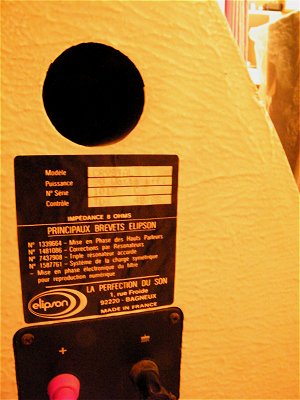 Modèle
Puissance
N° Série
Contrôle
IMPÉDANCE 8 OHMS
PRINCIPAUX BREVETS ELIPSON
N° 1339664 - Mise en Phase des Hauts Parleurs
N° 1481086 - Corrections par Résonateurs
N° 7437908 - Triple résonateur accordé
N° 1587761 - Système de la charge symétrique
- Mise en phase électronique du filtre
pour reproduction numérique
LA PERFECTION DU SON
1, rue Froide
92220 - BAGNEUX
MADE IN FRANCE
elipson
+